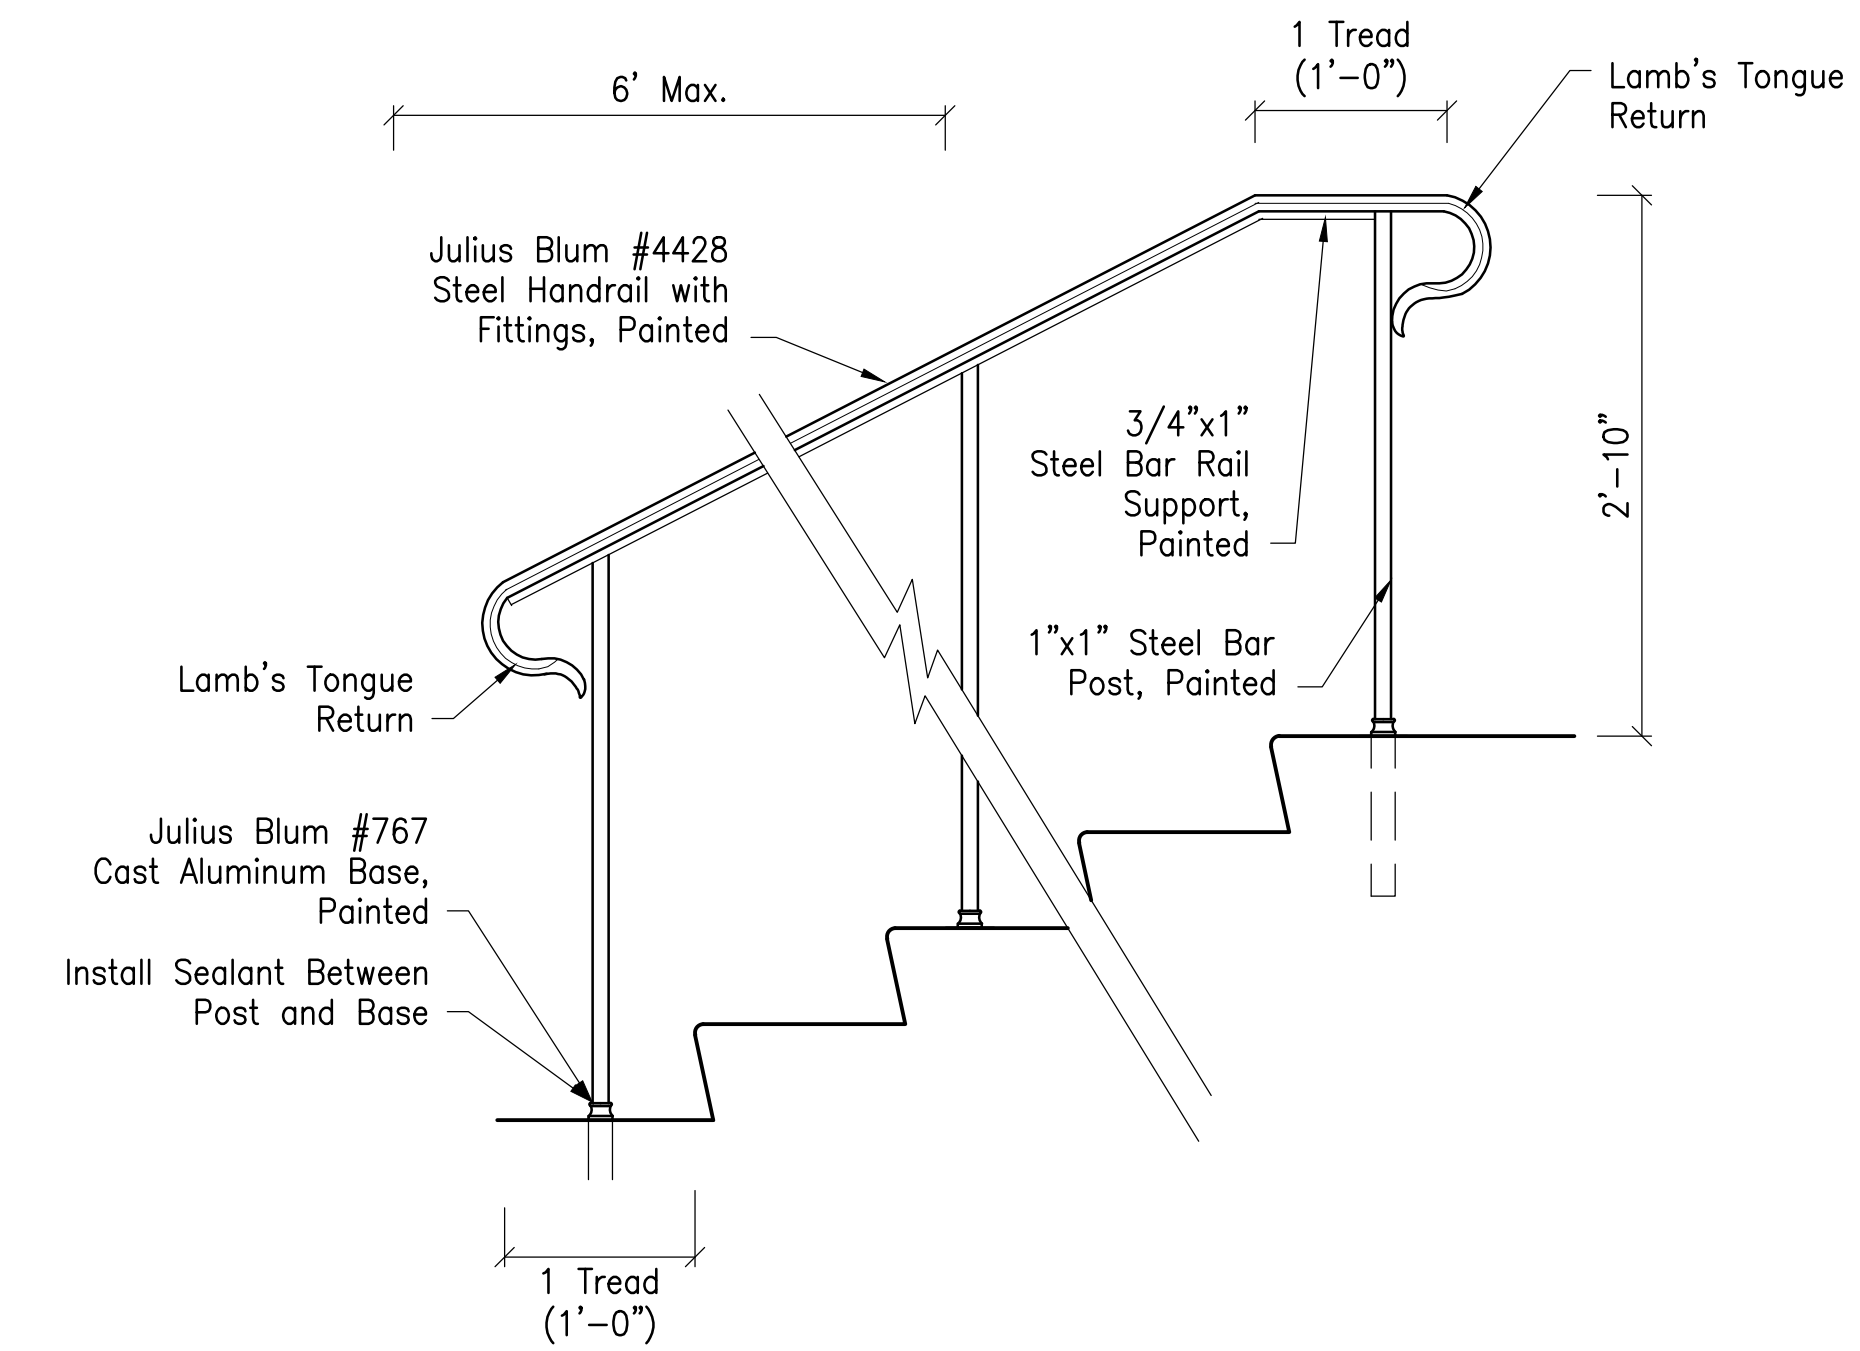 1 Tread
(1'-0")
6' Max.
Lamb's Tongue
Return
Julius Blum #4428
Steel Handrail with
Fittings, Painted
3/4"x1"
Steel Bar Rail
Support,
Painted
2'-10"
1"x1" Steel Bar
Post, Painted
Lamb's Tongue
Return
Julius Blum #767
Cast Aluminum Base,
Painted
Install Sealant Between
Post and Base
1 Tread
(1'-0")